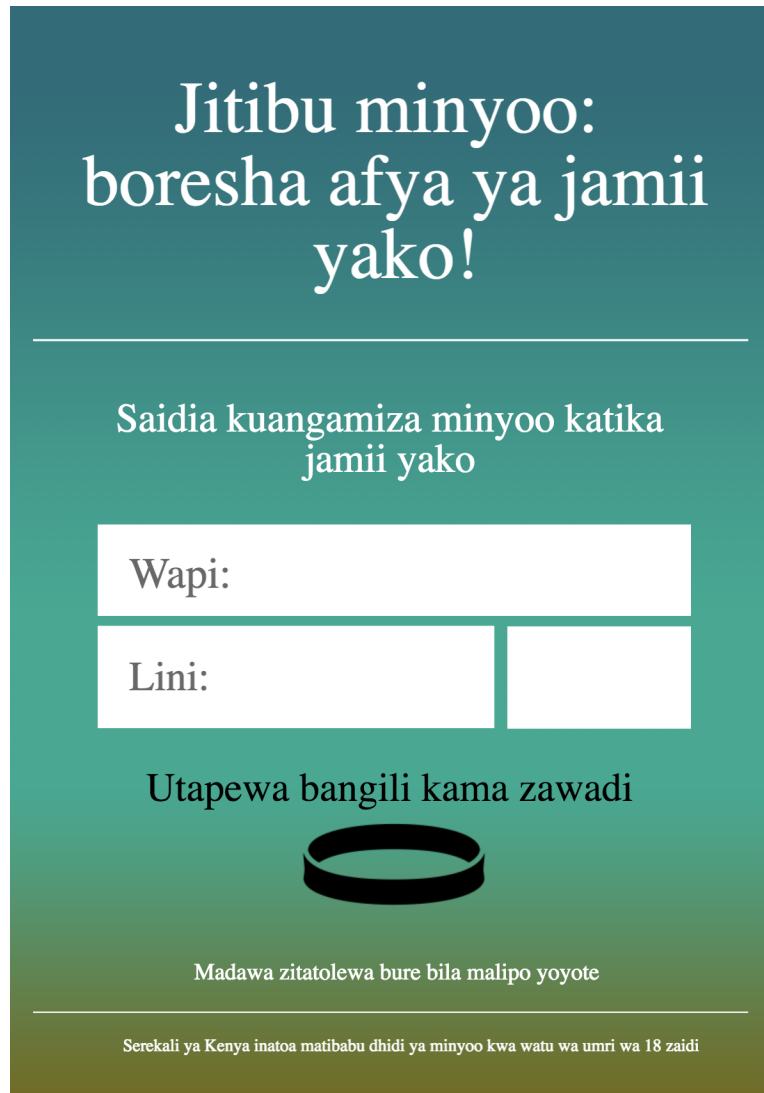 Jitibu minyoo:
boresha afya ya jamii
yako!
Saidia kuangamiza minyoo katika
jamii yako
Wapi:
Lini:
Utapewa bangili kama zawadi
Madawa zitatolewa bure bila malipo yoyote
Serekali ya Kenya inatoa matibabu dhidi ya minyoo kwa watu wa umri wa 18 zaidi